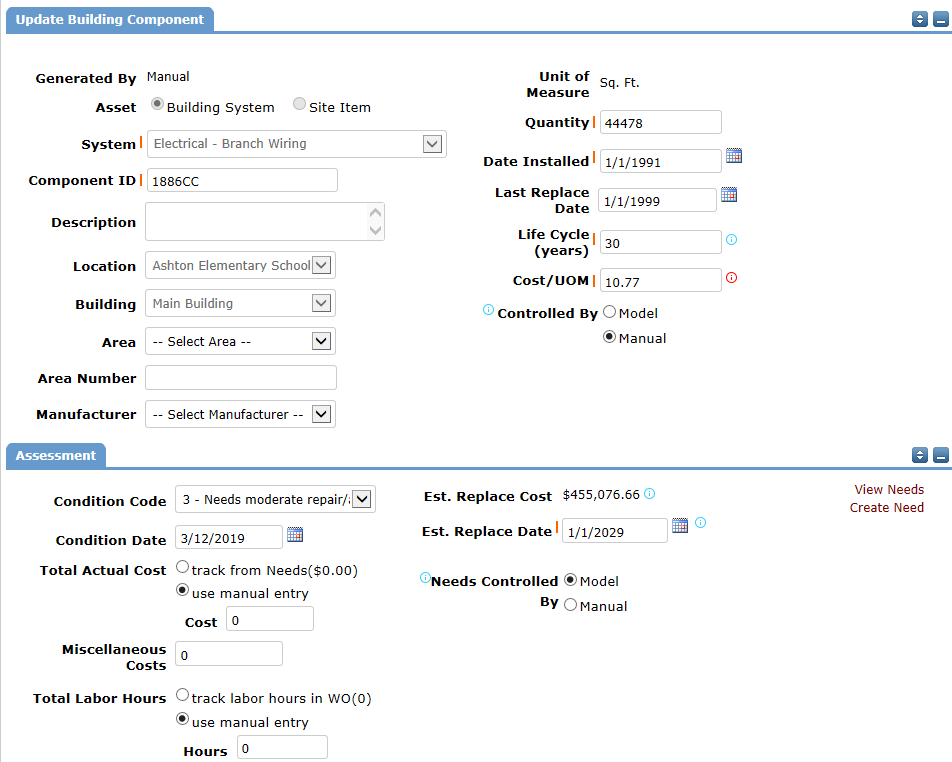 Update Building Component
Generated By Manual
Asset Building System Site Item
System Electrical - Branch Wiring
Component ID 1886CC
Description
Location Ashton Elementary School
Building Main Building
Area -- Select Area --
Area Number
Manufacturer -- Select Manufacturer --
Unit of
Measure Sq. Ft.
Quantity 44478
Date Installed 1/1/1991
Last Replace
Date 1/1/1999
Life Cycle
(years) 30
Cost/UOM 10.77
Controlled By Model
Manual
Assessment
Condition Code 3 - Needs moderate repair/
Condition Date 3/12/2019
Total Actual Cost track from Needs($0.00)
use manual entry
Cost 0
Miscellaneous
Costs 0
Total Labor Hours track labor hours in WO(0)
use manual entry
Hours 0
Est. Replace Cost $455,076.66
Est. Replace Date 1/1/2029
Needs Controlled
By Model
Manual
View Needs
Create Need